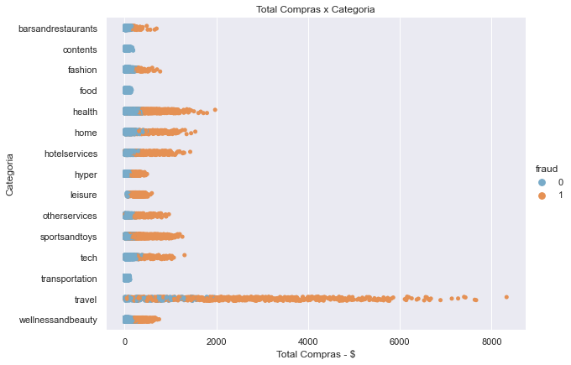 Total Compras x Categoria
barsandrestaurants
contents
fashion
food
health
home
hotelservices
hyper
leisure
otherservices
sportsandtoys
tech
transportation
travel
wellnessandbeauty
Categoria
0
2000
4000
6000
8000
Total Compras - $
fraud
0
1